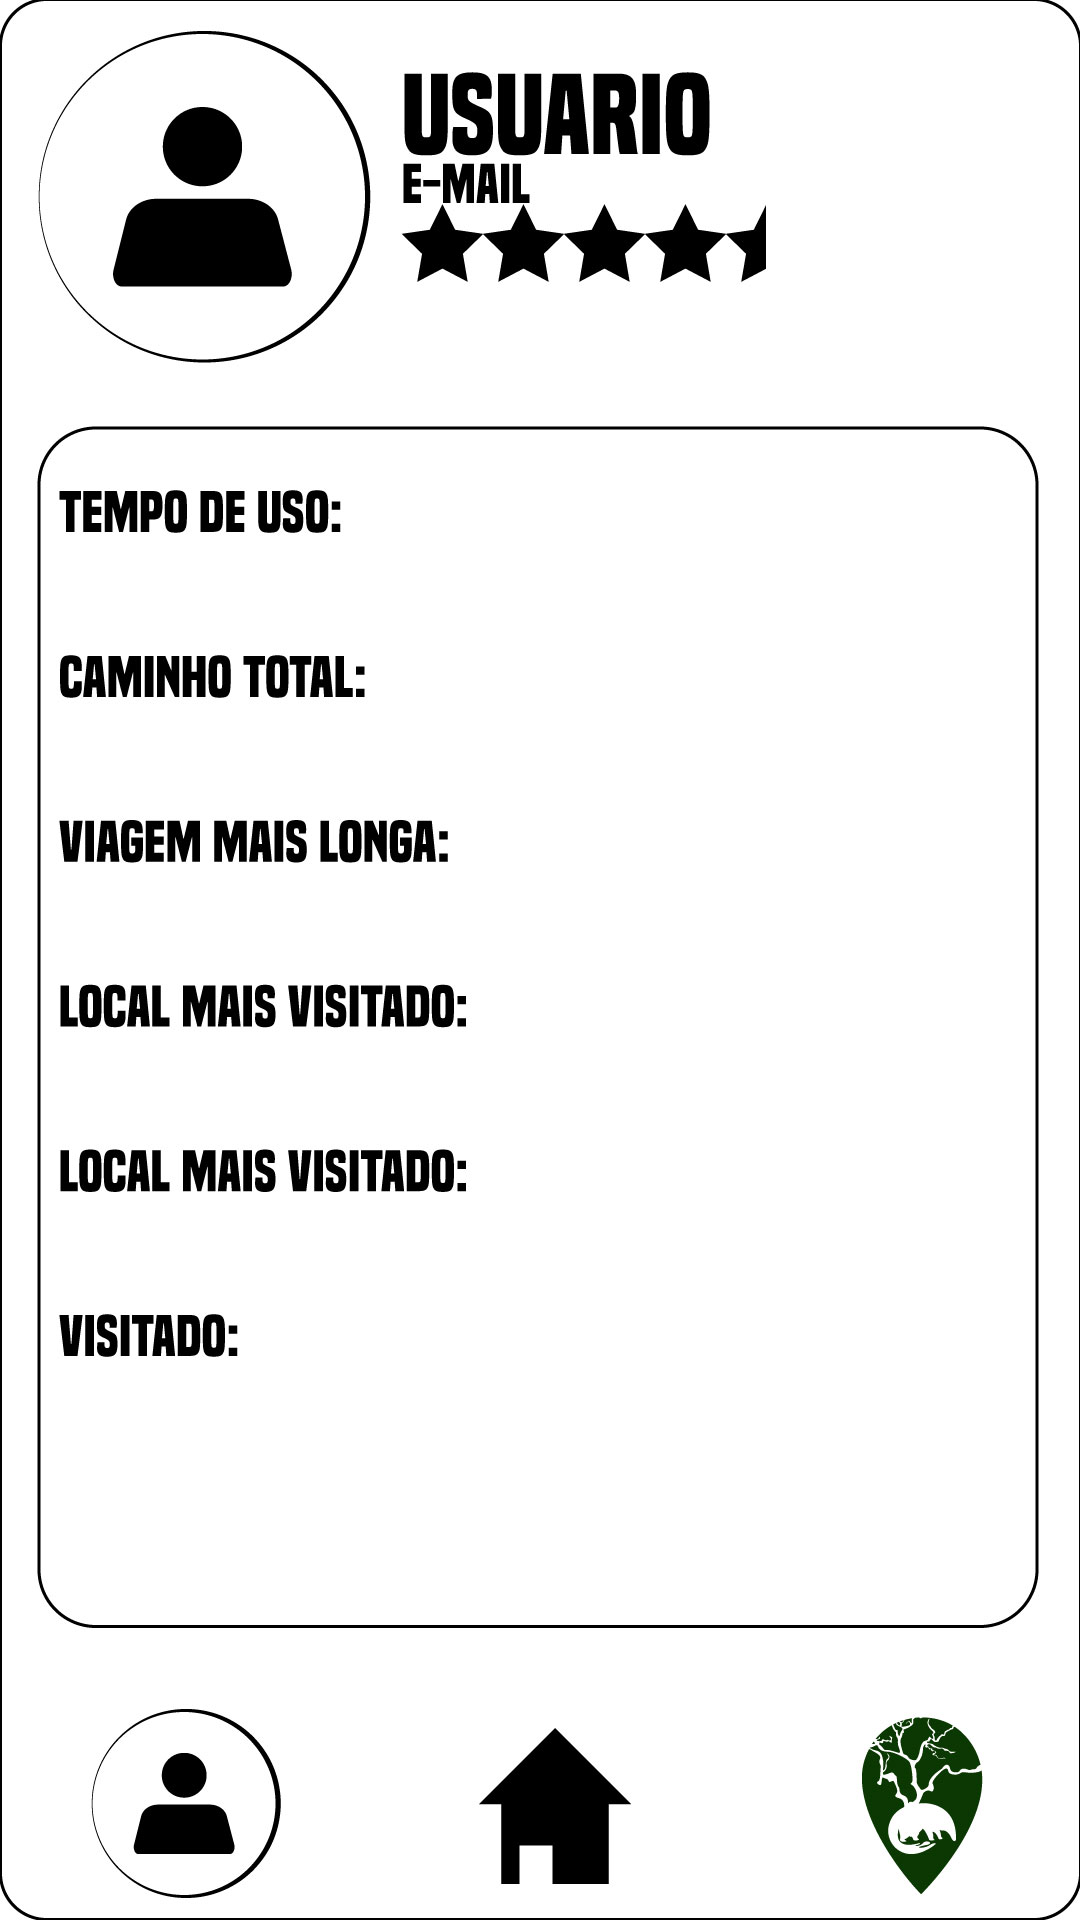 USUARIO
E-MAIL
TEMPO DE USO:
CAMINHO TOTAL:
VIAGEM MAIS LONGA:
LOCAL MAIS VISITADO:
LOCAL MAIS VISITADO:
VISITADO: